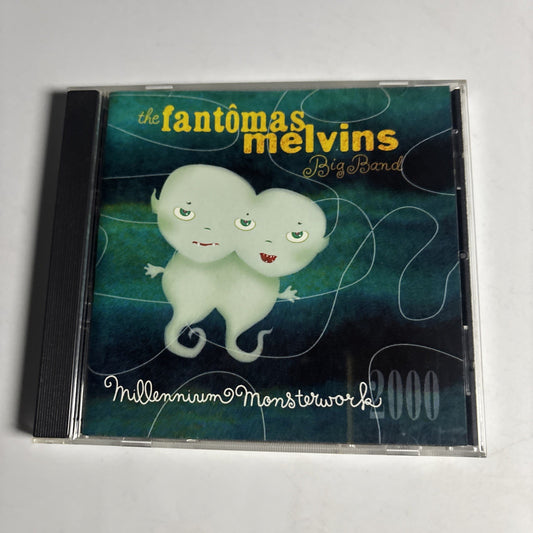 the fantômas
melvins
Big Band
Millennium Monsterwork 2000